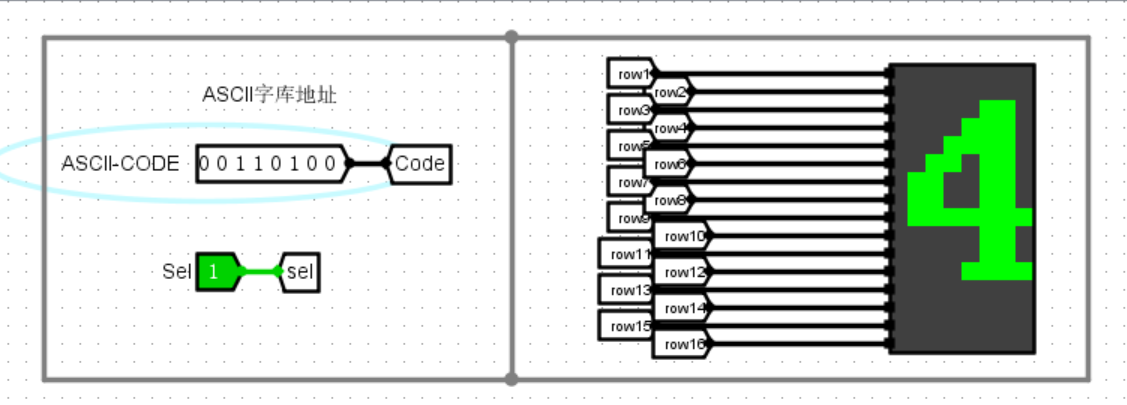 ASCII字库地址
ASCII-CODE 0 0 1 1 0 1 0 0 Code
Sel 1 sel
row1
row2
row3
row4
row5
row6
row7
row8
row9
row10
row11
row12
row13
row14
row15
row16
4